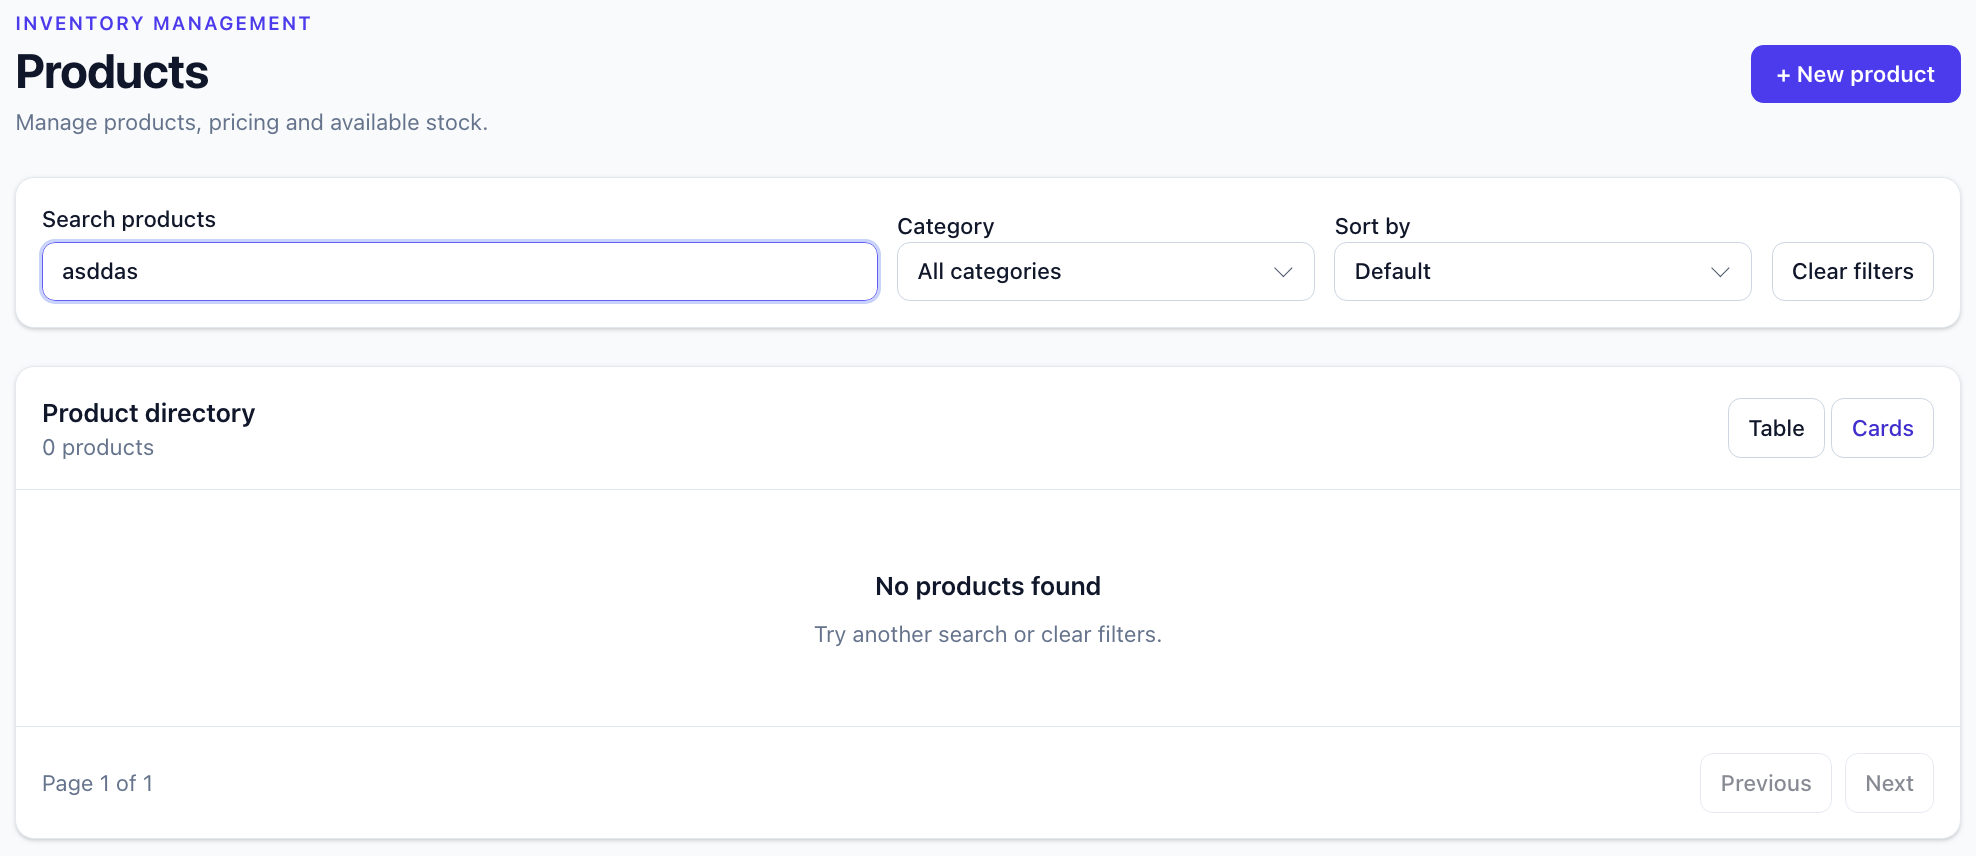 INVENTORY MANAGEMENT
Products
+ New product
Manage products, pricing and available stock.
Search products
Category
Sort by
asddas
All categories
Default
Clear filters
Product directory
0 products
Table
Cards
No products found
Try another search or clear filters.
Page 1 of 1
Previous
Next